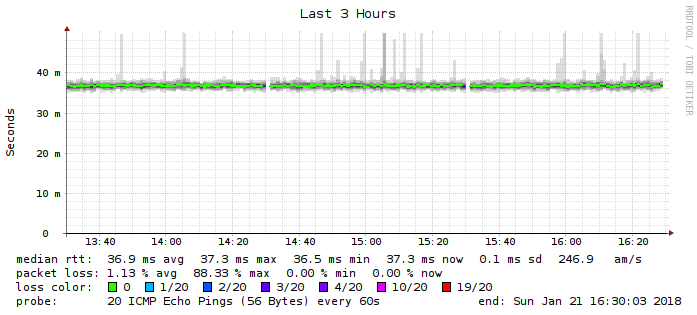 Last 3 Hours
RRDTOOL / TOBI OETIKER
Seconds
40 m
30 m
20 m
10 m
0
13:40 14:00 14:20 14:40 15:00 15:20 15:40 16:00 16:20
median rtt: 36.9 ms avg 37.3 ms max 36.5 ms min 37.3 ms now 0.1 ms sd 246.9 am/s
packet loss: 1.13 % avg 88.33 % max 0.00 % min 0.00 % now
loss color: 0 1/20 2/20 3/20 4/20 10/20 19/20
probe: 20 ICMP Echo Pings (56 Bytes) every 60s end: Sun Jan 21 16:30:03 2018